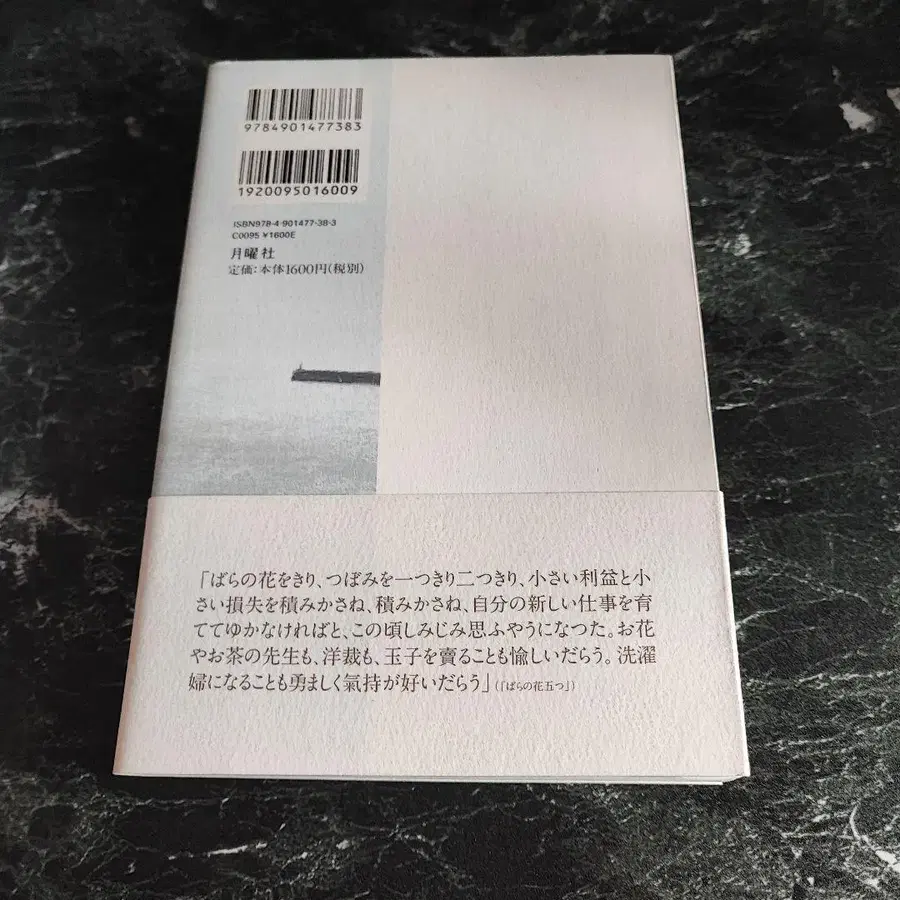 9784901477383
1920095016009
ISBN978-4-901477-38-3
C0095 ¥1600E
月曜社
定価:本体1600円(税別)
「ばらの花をきり、つぼみを一つきり二つきり、小さい利益と小
さい損失を積みかさね、積みかさね、自分の新しい仕事を育
ててゆかなければと、この頃しみじみ思ふやうになつた。お花
やお茶の先生も、洋裁も、玉子を賣ることも愉しいだらう。洗濯
婦になることも勇ましく氣持が好いだらう」(「ばらの花五つ」)